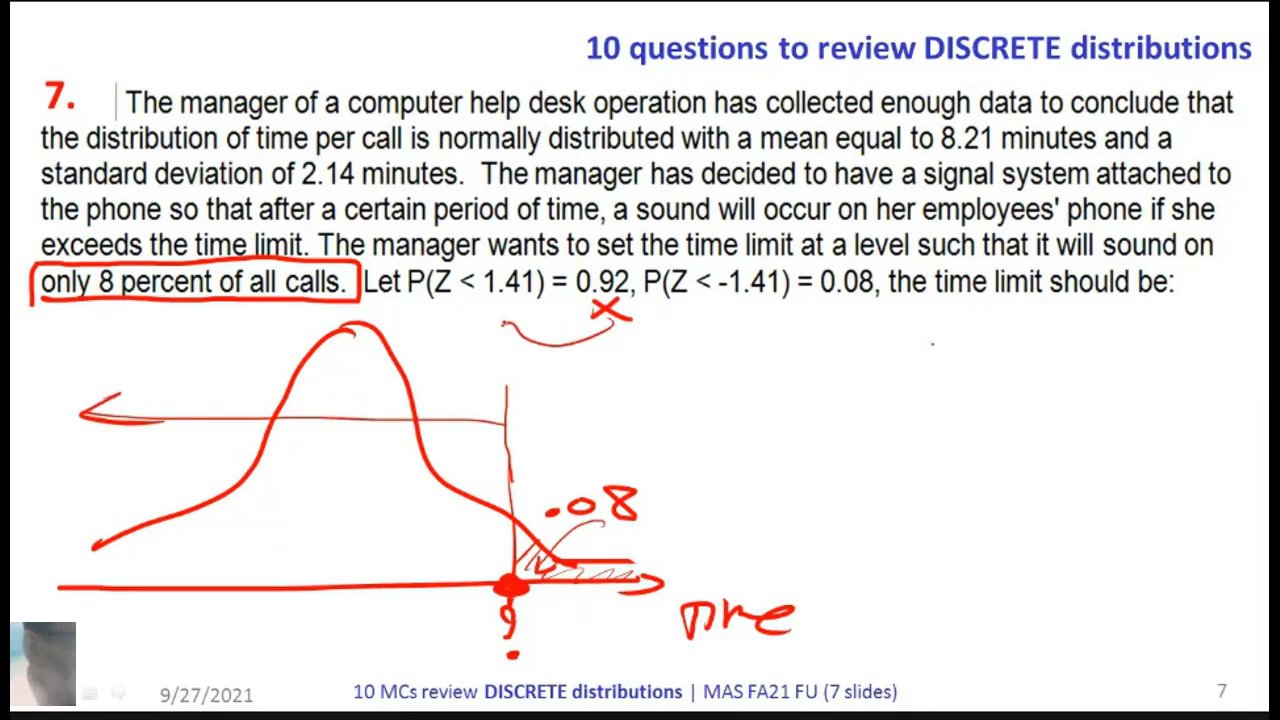 10 questions to review DISCRETE distributions
7. The manager of a computer help desk operation has collected enough data to conclude that
the distribution of time per call is normally distributed with a mean equal to 8.21 minutes and a
standard deviation of 2.14 minutes. The manager has decided to have a signal system attached to
the phone so that after a certain period of time, a sound will occur on her employees' phone if she
exceeds the time limit. The manager wants to set the time limit at a level such that it will sound on
only 8 percent of all calls. Let P(Z < 1.41) = 0.92, P(Z < -1.41) = 0.08, the time limit should be:
.08
?
Time
9/27/2021
10 MCs review DISCRETE distributions | MAS FA21 FU (7 slides)
7